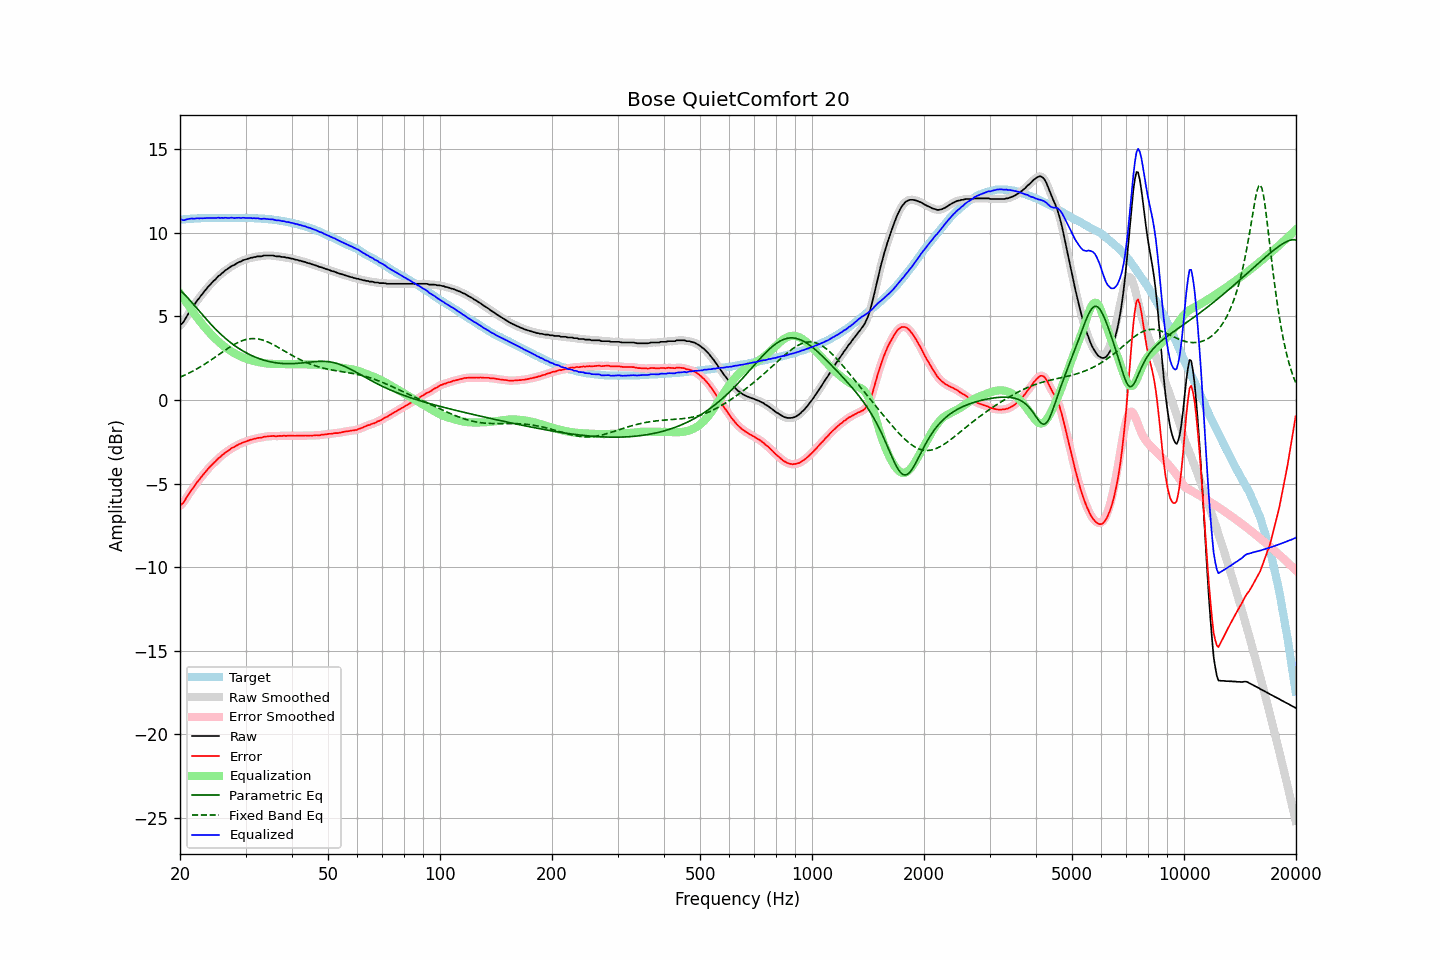 Bose QuietComfort 20
Amplitude (dBr)
15
10
5
0
−5
−10
−15
−20
−25
Target
Raw Smoothed
Error Smoothed
Raw
Error
Equalization
Parametric Eq
Fixed Band Eq
Equalized
20
50
100
200
500
1000
2000
5000
10000
20000
Frequency (Hz)